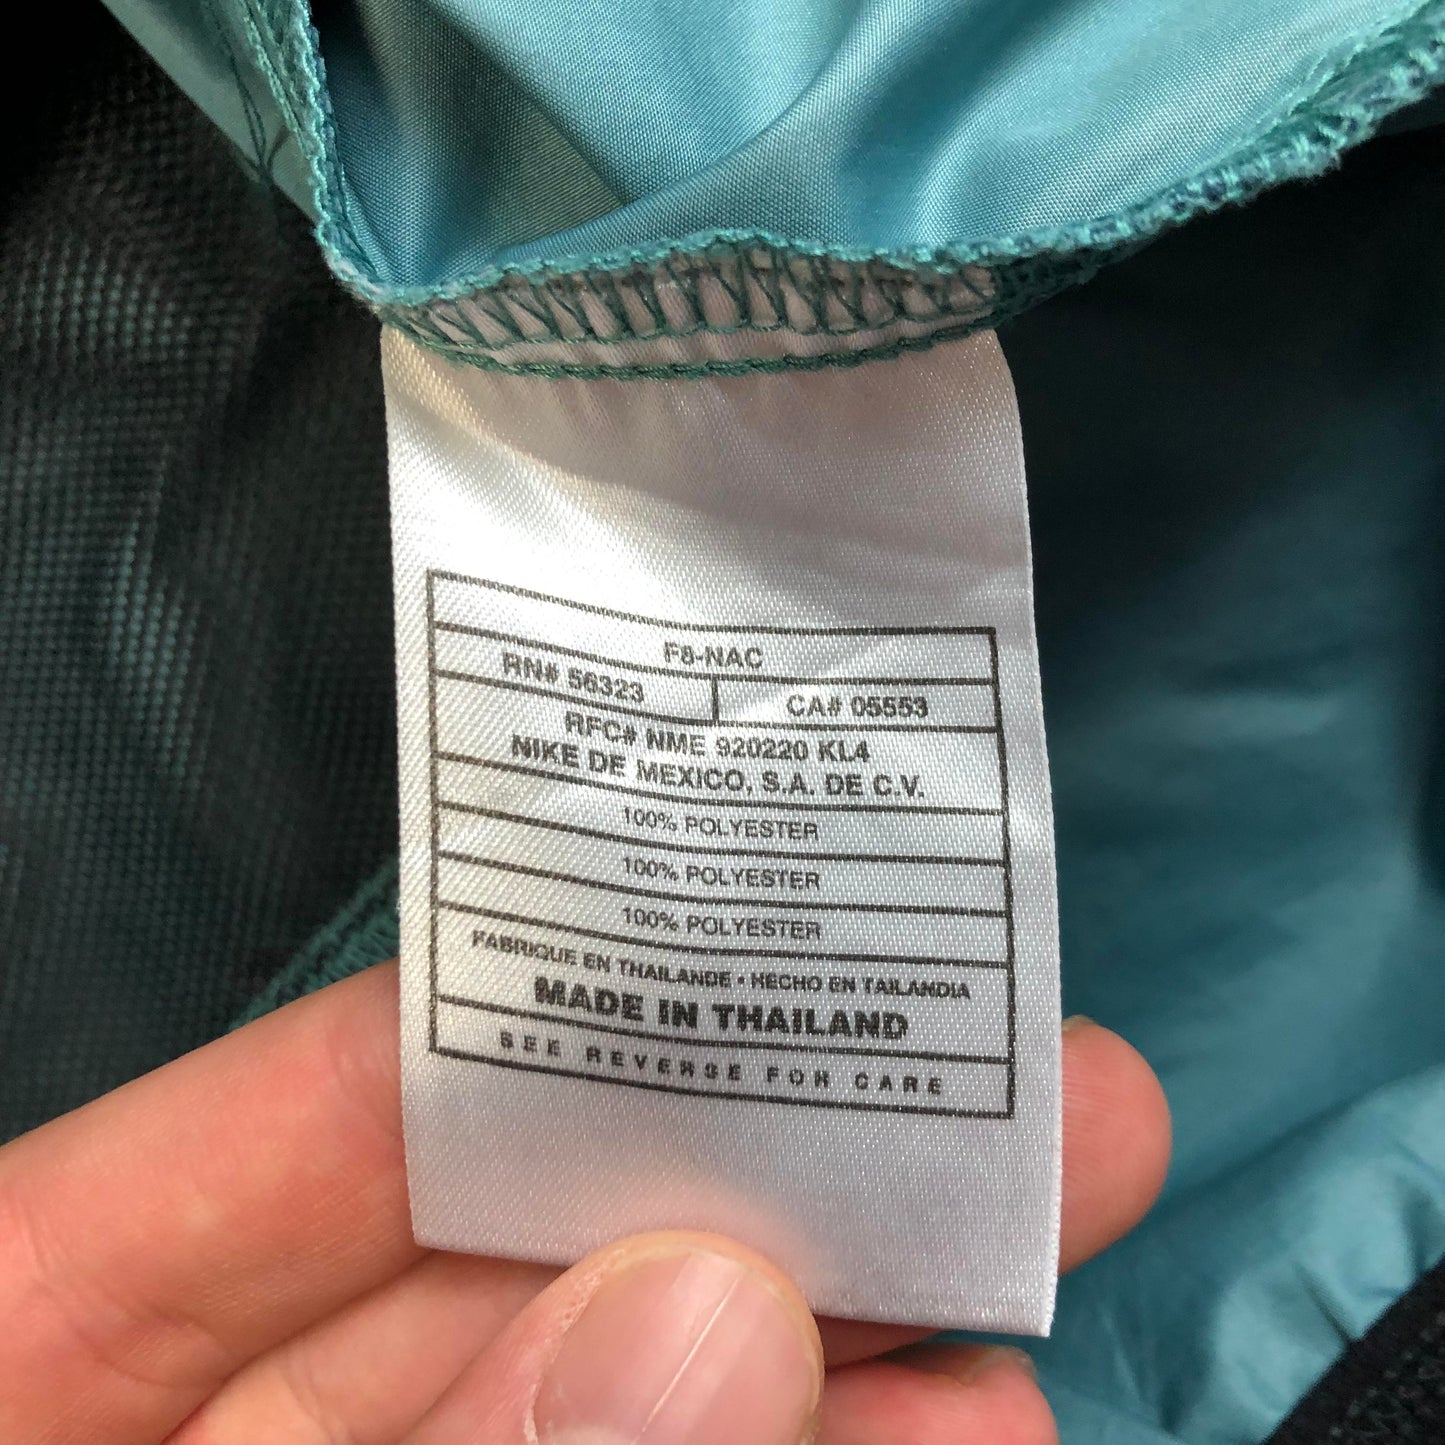 F8-NAC
RN# 56323 CA# 05553
RFC# NME 920220 KL4
NIKE DE MEXICO, S.A. DE C.V.
100% POLYESTER
100% POLYESTER
100% POLYESTER
FABRIQUE EN THAILANDE • HECHO EN TAILANDIA
MADE IN THAILAND
SEE REVERSE FOR CARE